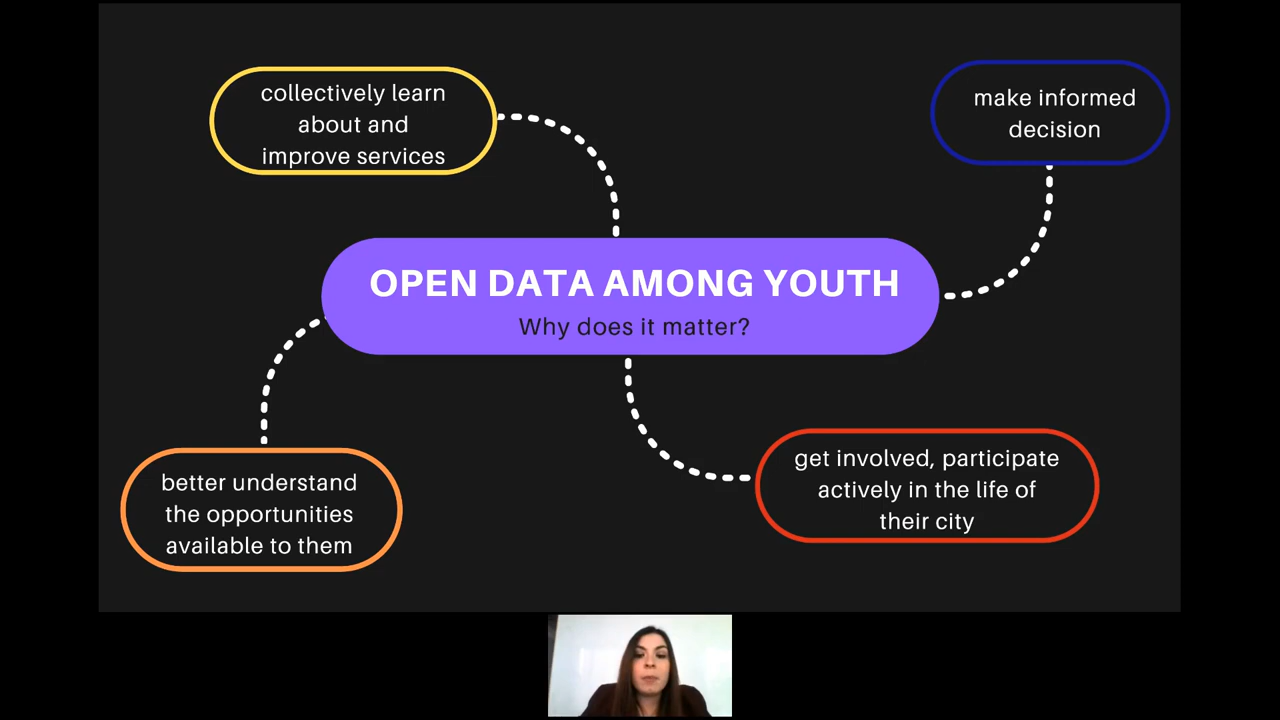 collectively learn
about and
improve services
make informed
decision
OPEN DATA AMONG YOUTH
Why does it matter?
better understand
the opportunities
available to them
get involved, participate
actively in the life of
their city